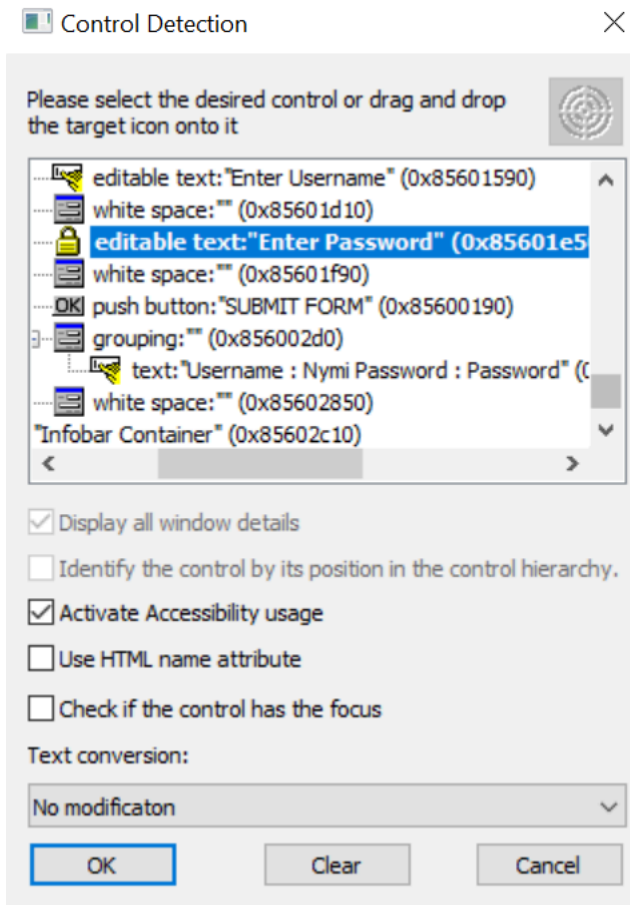 Control Detection
Please select the desired control or drag and drop
the target icon onto it
editable text:"Enter Username" (0x85601590)
white space:"" (0x85601d10)
editable text:"Enter Password" (0x85601e5
white space:"" (0x85601f90)
OK push button:"SUBMIT FORM" (0x85600190)
grouping:"" (0x856002d0)
text:"Username : Nymi Password : Password" (
white space:"" (0x85602850)
"Infobar Container" (0x85602c10)
Display all window details
Identify the control by its position in the control hierarchy.
Activate Accessibility usage
Use HTML name attribute
Check if the control has the focus
Text conversion:
No modificaton
OK Clear Cancel